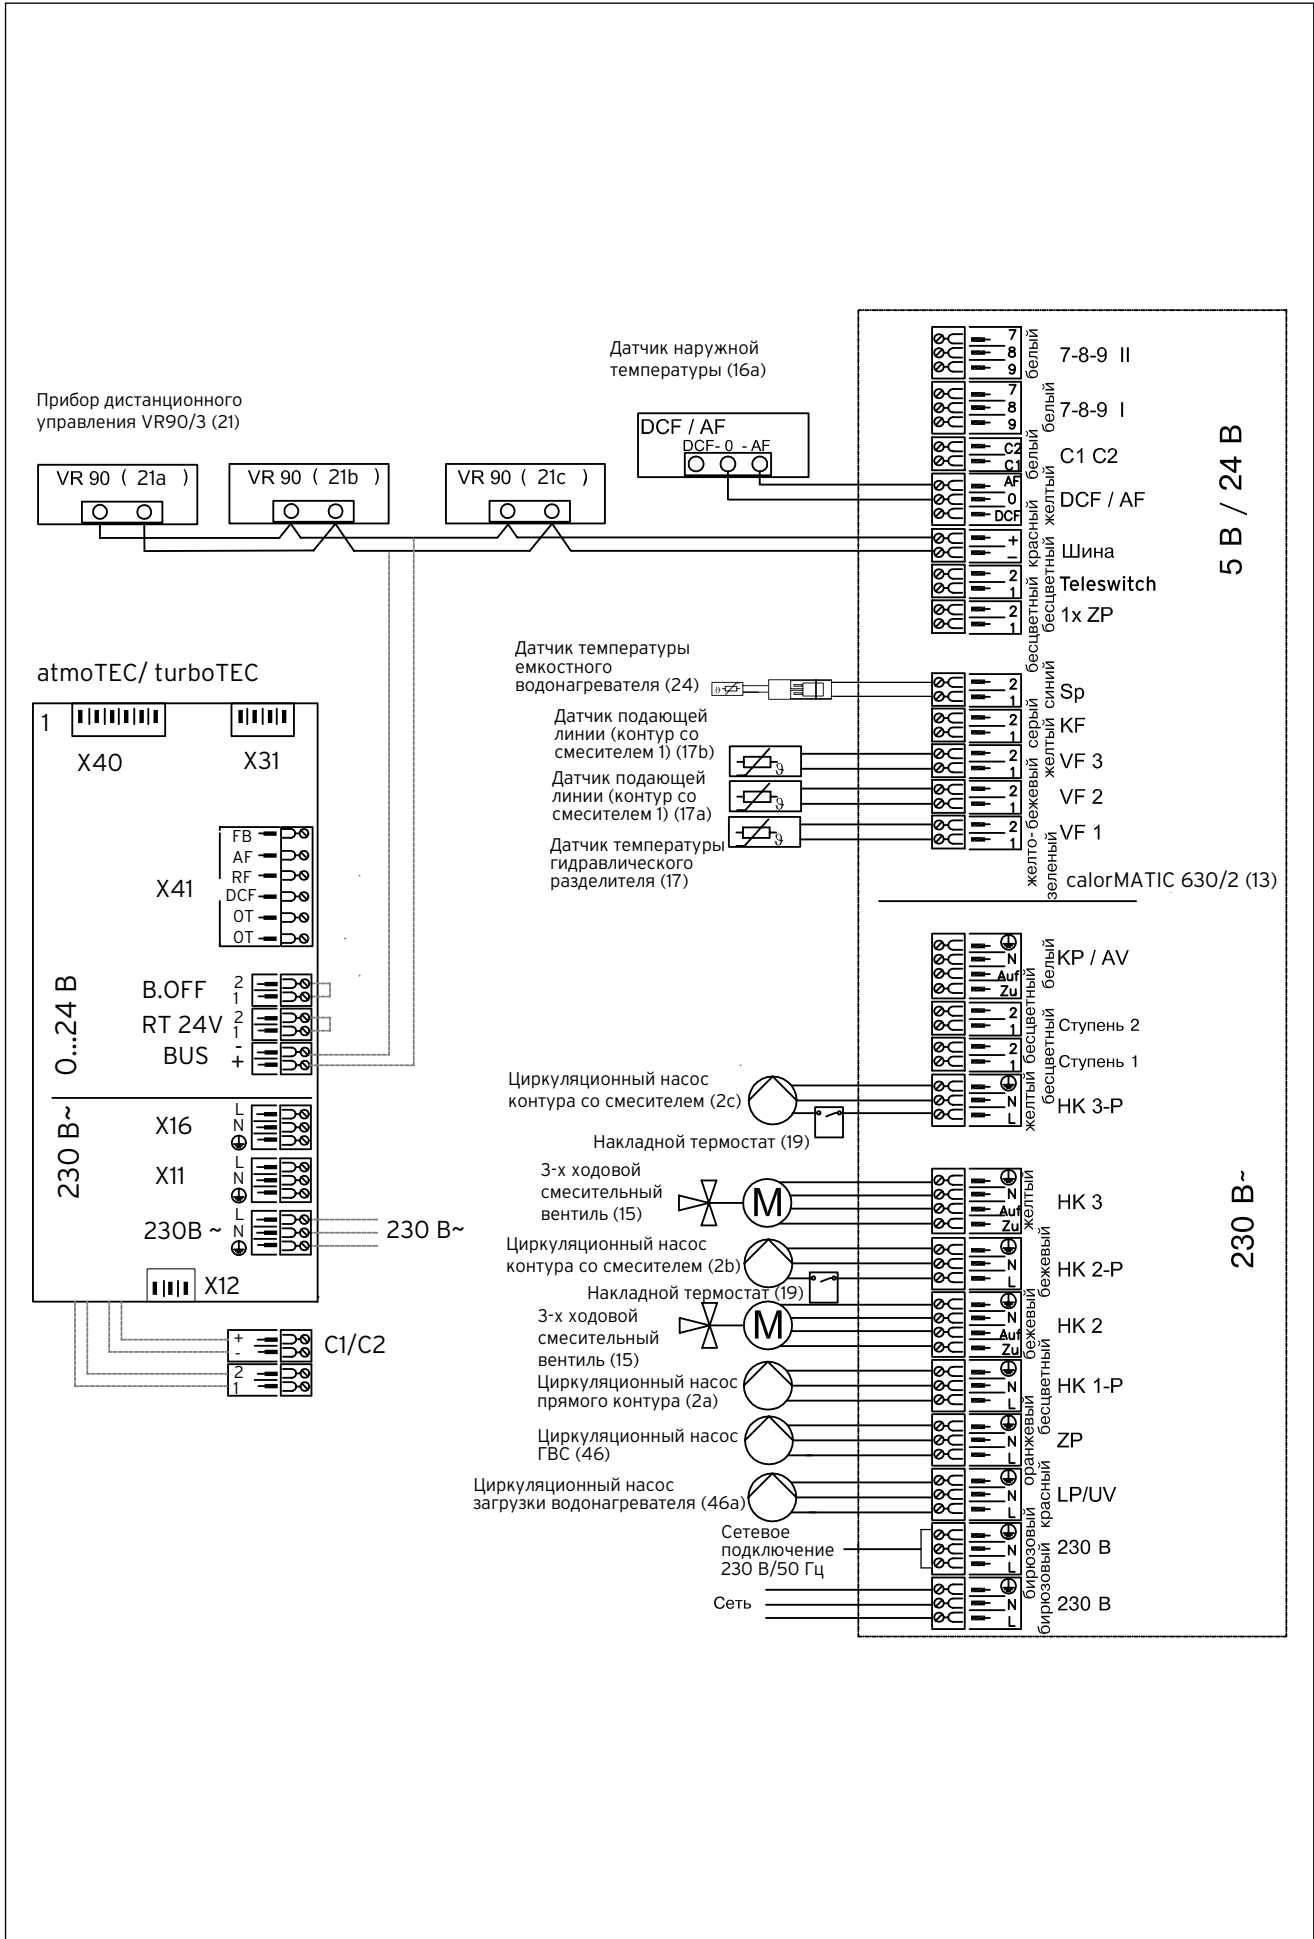 Датчик наружной
температуры (16a)
Прибор дистанционного
управления VR90/3 (21)
DCF / AF
DCF- 0 - AF
VR 90 ( 21a )
VR 90 ( 21b )
VR 90 ( 21c )
7
8
9
белый
7-8-9 II
7
8
9
белый
7-8-9 I
C2
C1
белый
C1 C2
AF
0
DCF
желтый
DCF / AF
+
−
красный
Шина
2
1
бесцветный
Teleswitch
2
1
бесцветный
1x ZP
5 В / 24 В
Датчик температуры
емкостного
водонагревателя (24)
2
1
синий
Sp
2
1
серый
KF
Датчик подающей
линии (контур со
смесителем 1) (17b)
ϑ
2
1
желтый
VF 3
Датчик подающей
линии (контур со
смесителем 1) (17a)
ϑ
2
1
бежевый
VF 2
Датчик температуры
гидравлического
разделителя (17)
ϑ
2
1
желто-
зеленый
VF 1
calorMATIC 630/2 (13)
atmoTEC/ turboTEC
1
X40
X31
X41
FB
AF
RF
DCF
OT
OT
0...24 В
B.OFF
2
1
RT 24V
2
1
BUS
-
+
230 В~
X16
L
N
X11
L
N
230В ~
L
N
230 В~
X12
+
-
2
1
C1/C2
N
Auf
Zu
белый
KP / AV
2
1
бесцветный
Ступень 2
2
1
бесцветный
Ступень 1
Циркуляционный насос
контура со смесителем (2c)
Накладной термостат (19)
N
L
желтый
HK 3-P
3-х ходовой
смесительный
вентиль (15)
M
N
Auf
Zu
желтый
HK 3
230 В~
Циркуляционный насос
контура со смесителем (2b)
Накладной термостат (19)
N
L
бежевый
HK 2-P
3-х ходовой
смесительный
вентиль (15)
M
N
Auf
Zu
бежевый
HK 2
Циркуляционный насос
прямого контура (2a)
N
L
бесцветный
HK 1-P
Циркуляционный насос
ГВС (46)
N
L
оранжевый
ZP
Циркуляционный насос
загрузки водонагревателя (46a)
N
L
красный
LP/UV
Сетевое
подключение
230 В/50 Гц
N
L
бирюзовый
230 В
Сеть
N
L
бирюзовый
230 В